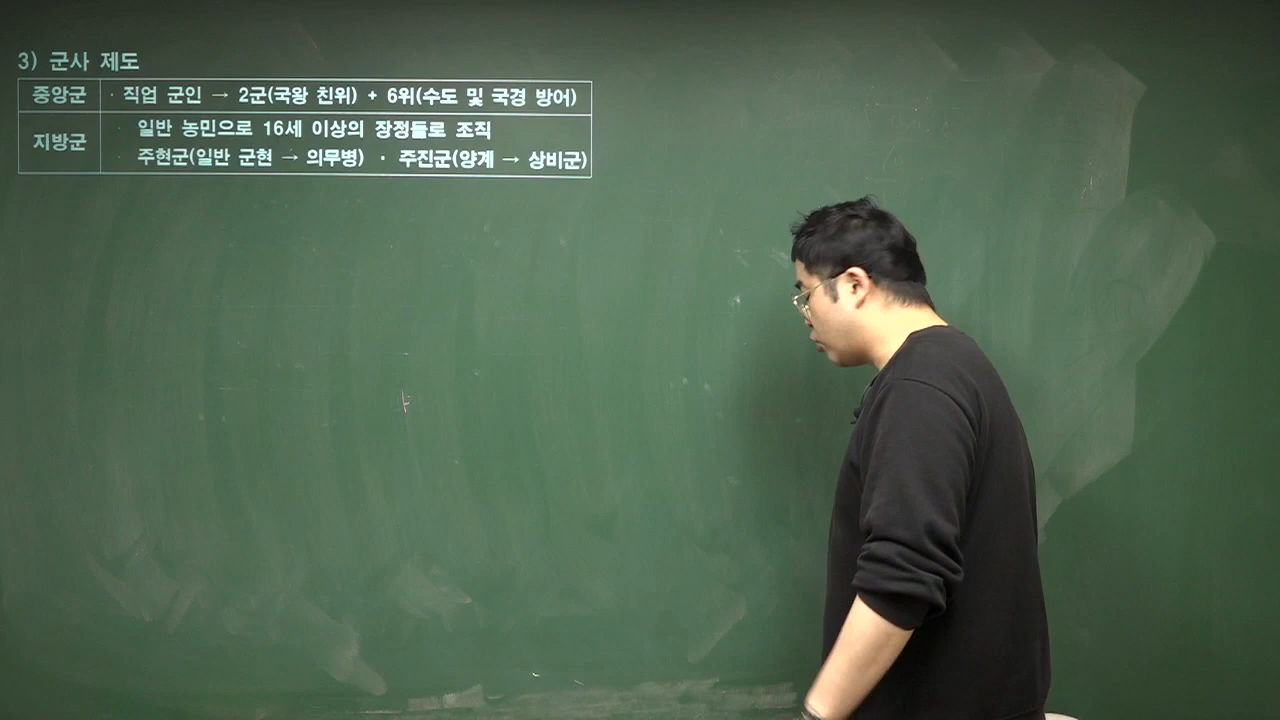 3) 군사 제도
중앙군 · 직업 군인 → 2군(국왕 친위) + 6위(수도 및 국경 방어)
지방군
· 일반 농민으로 16세 이상의 장정들로 조직
· 주현군(일반 군현 → 의무병) · 주진군(양계 → 상비군)